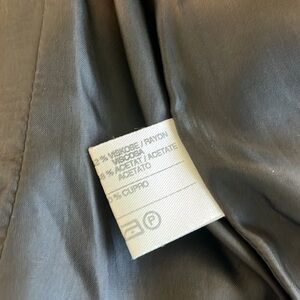 % VISKOSE / RAYON
VISCOSA
% ACETAT / ACETATE
ACETATO
% CUPRO
P